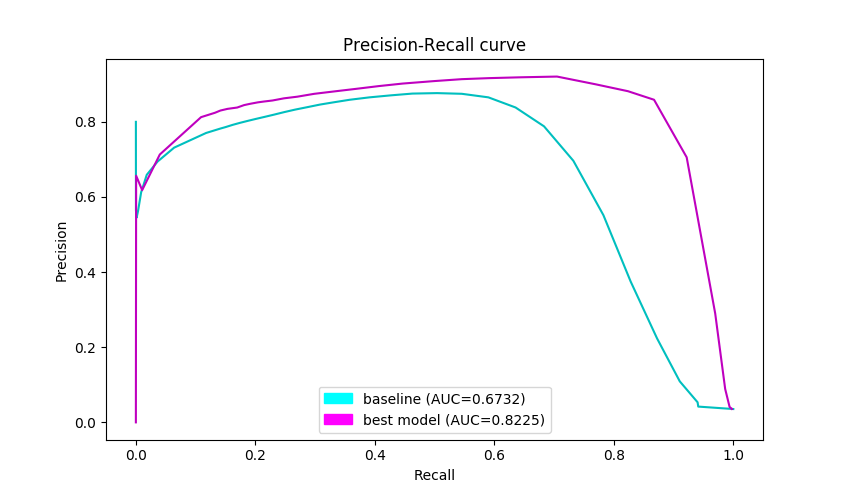 Precision-Recall curve
Precision
0.8
0.6
0.4
0.2
0.0
baseline (AUC=0.6732)
best model (AUC=0.8225)
0.0 0.2 0.4 0.6 0.8 1.0
Recall